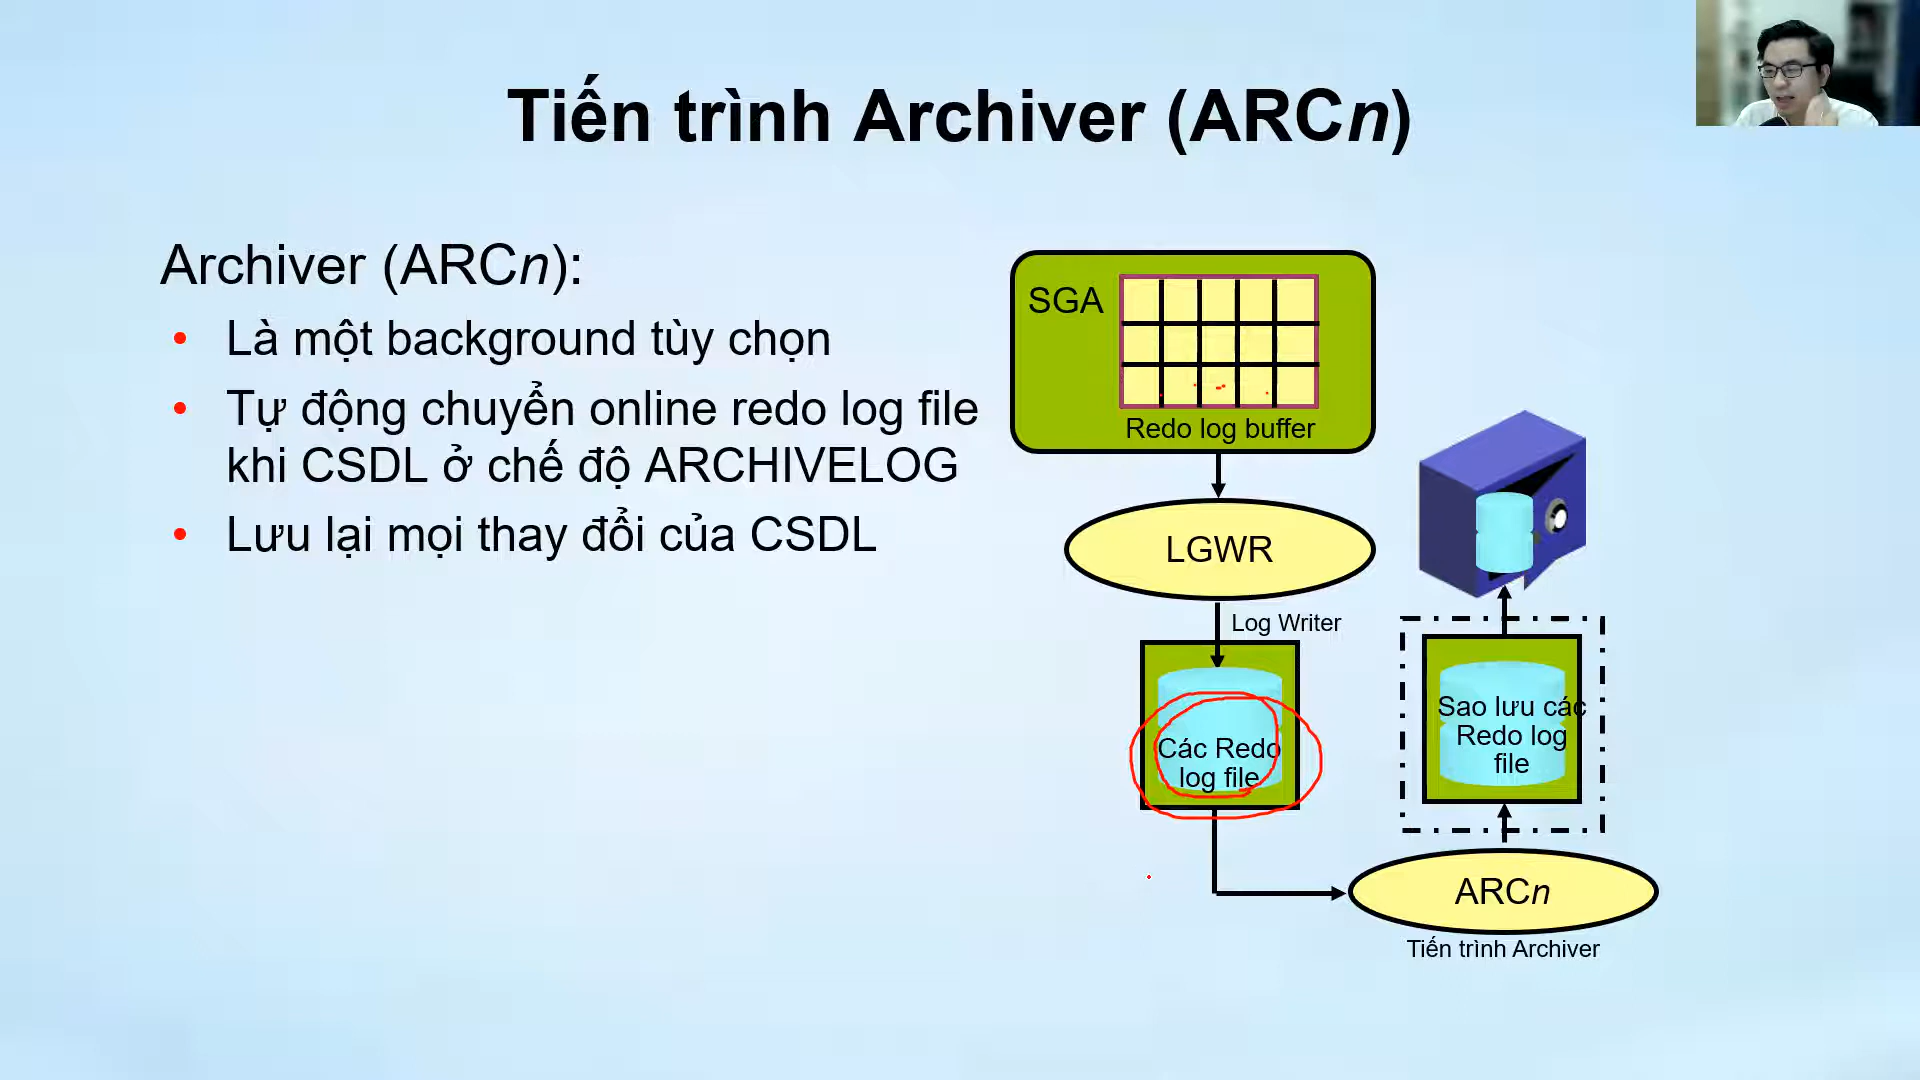 Tiến trình Archiver (ARCn)
Archiver (ARCn):
• Là một background tùy chọn
• Tự động chuyển online redo log file
khi CSDL ở chế độ ARCHIVELOG
• Lưu lại mọi thay đổi của CSDL
SGA
Redo log buffer
LGWR
Log Writer
Các Redo
log file
Sao lưu các
Redo log
file
ARCn
Tiến trình Archiver